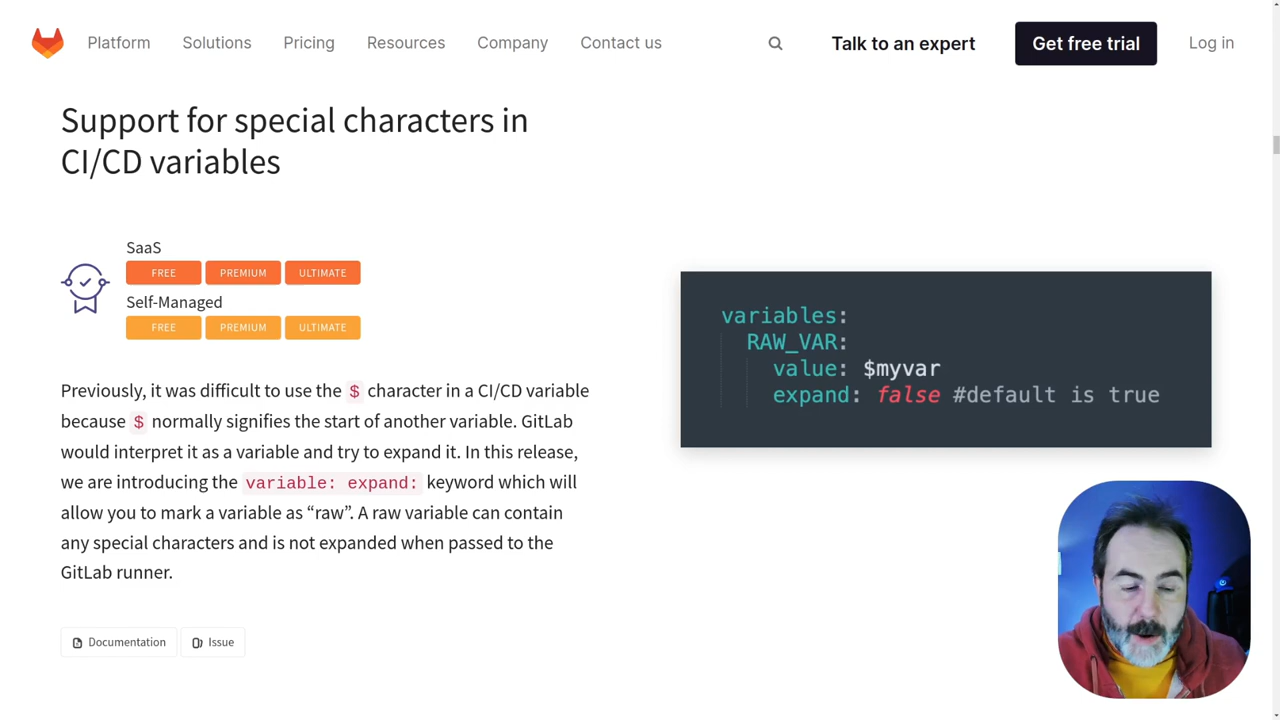 Platform Solutions Pricing Resources Company Contact us Talk to an expert Get free trial Log in
Support for special characters in
CI/CD variables
SaaS
FREE PREMIUM ULTIMATE
Self-Managed
FREE PREMIUM ULTIMATE
Previously, it was difficult to use the $ character in a CI/CD variable
because $ normally signifies the start of another variable. GitLab
would interpret it as a variable and try to expand it. In this release,
we are introducing the variable: expand: keyword which will
allow you to mark a variable as “raw”. A raw variable can contain
any special characters and is not expanded when passed to the
GitLab runner.
Documentation Issue
variables:
RAW_VAR:
value: $myvar
expand: false #default is true